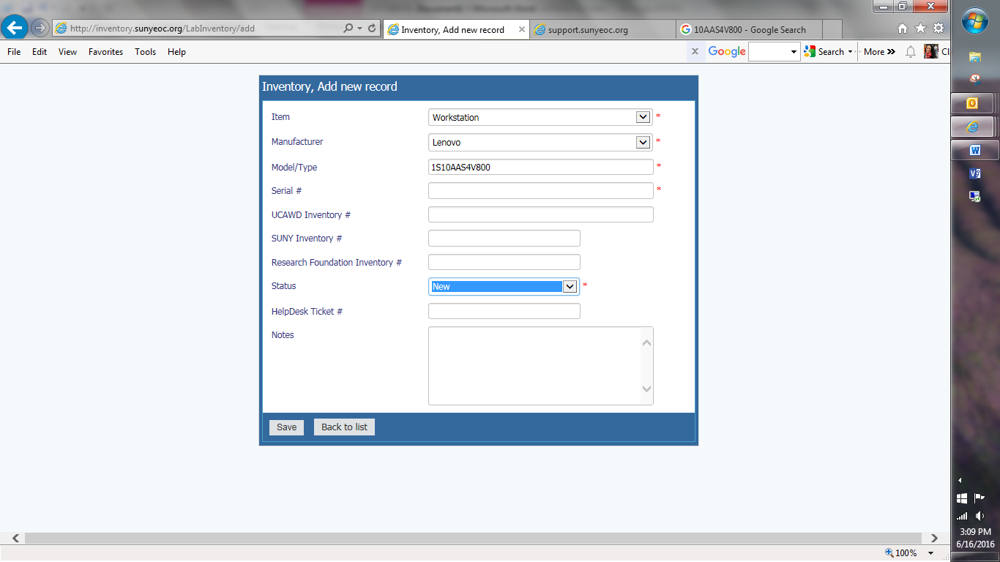 http://inventory.sunyeoc.org/LabInventory/add
Inventory, Add new record
support.sunyeoc.org
10AAS4V800 - Google Search
File Edit View Favorites Tools Help
x Google Search More »
Inventory, Add new record
Item Workstation *
Manufacturer Lenovo *
Model/Type 1S10AAS4V800 *
Serial # *
UCAWD Inventory #
SUNY Inventory #
Research Foundation Inventory #
Status New *
HelpDesk Ticket #
Notes
Save Back to list
3:09 PM
6/16/2016
100%